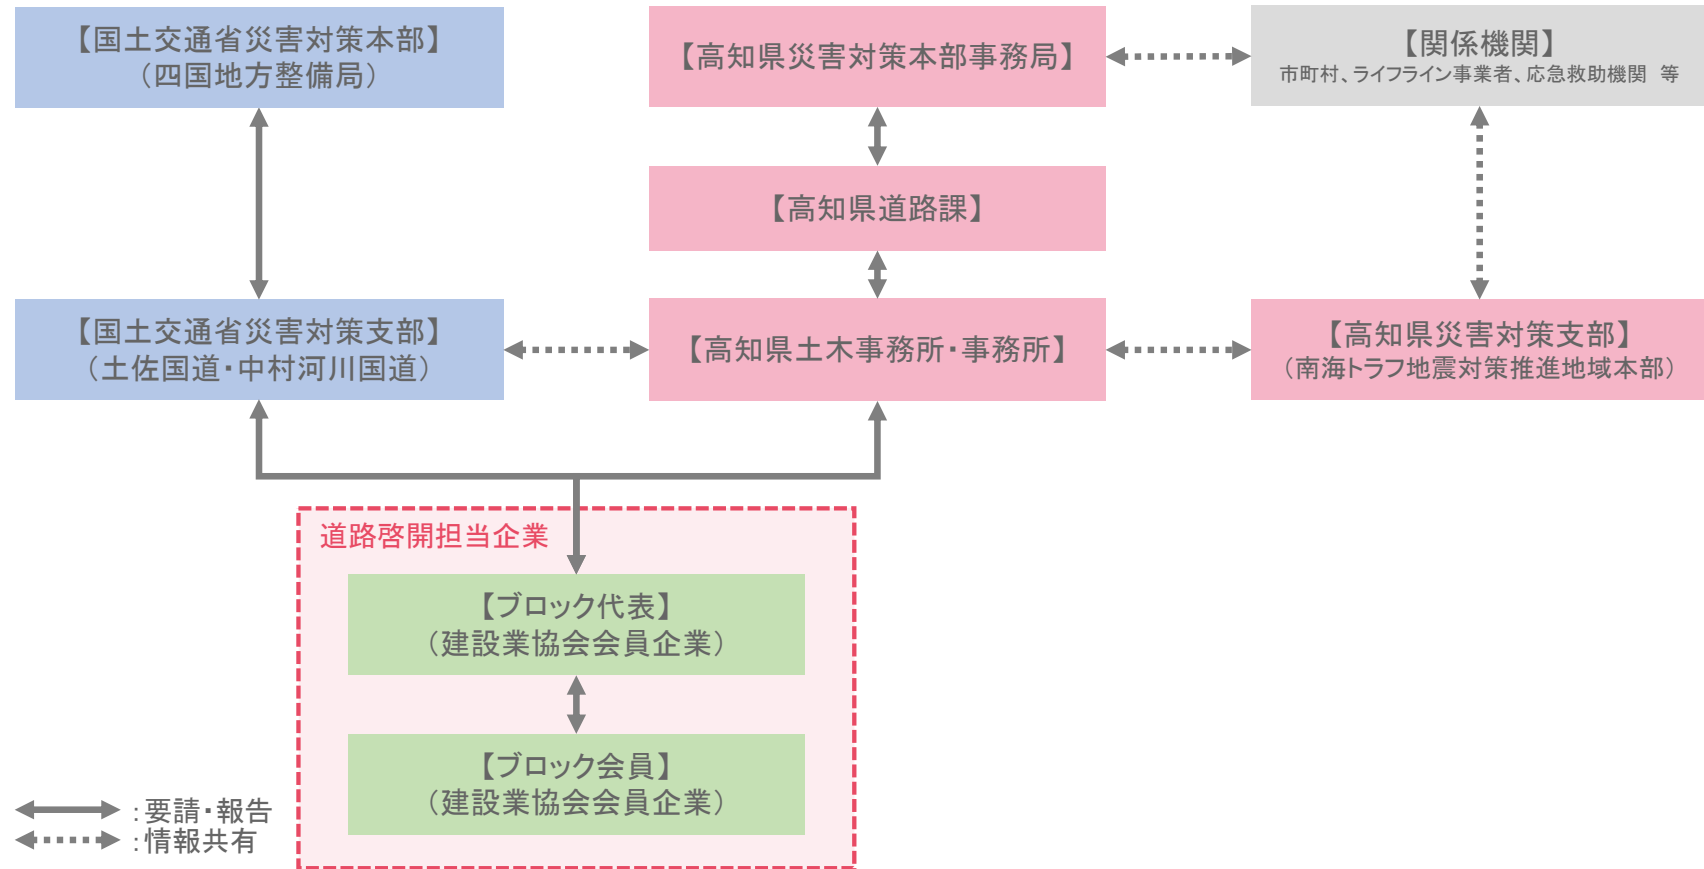 【国土交通省災害対策本部】
（四国地方整備局）
【高知県災害対策本部事務局】
【関係機関】
市町村、ライフライン事業者、応急救助機関 等
【高知県道路課】
【国土交通省災害対策支部】
（土佐国道・中村河川国道）
【高知県土木事務所・事務所】
【高知県災害対策支部】
（南海トラフ地震対策推進地域本部）
道路啓開担当企業
【ブロック代表】
（建設業協会会員企業）
【ブロック会員】
（建設業協会会員企業）
：要請・報告
：情報共有